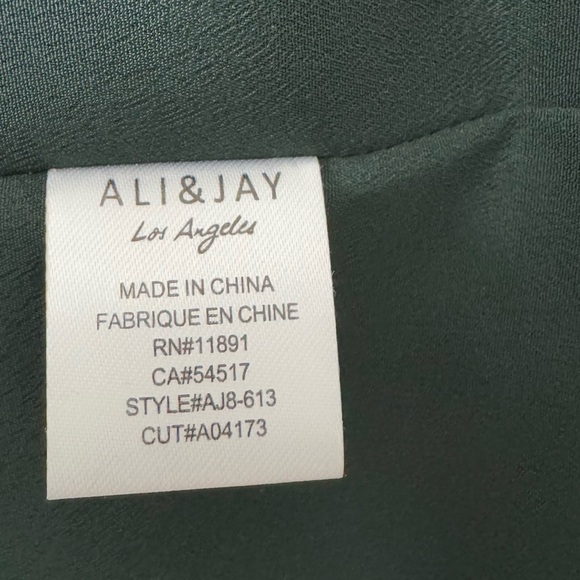 ALI&JAY
Los Angeles
MADE IN CHINA
FABRIQUE EN CHINE
RN#11891
CA#54517
STYLE#AJ8-613
CUT#A04173